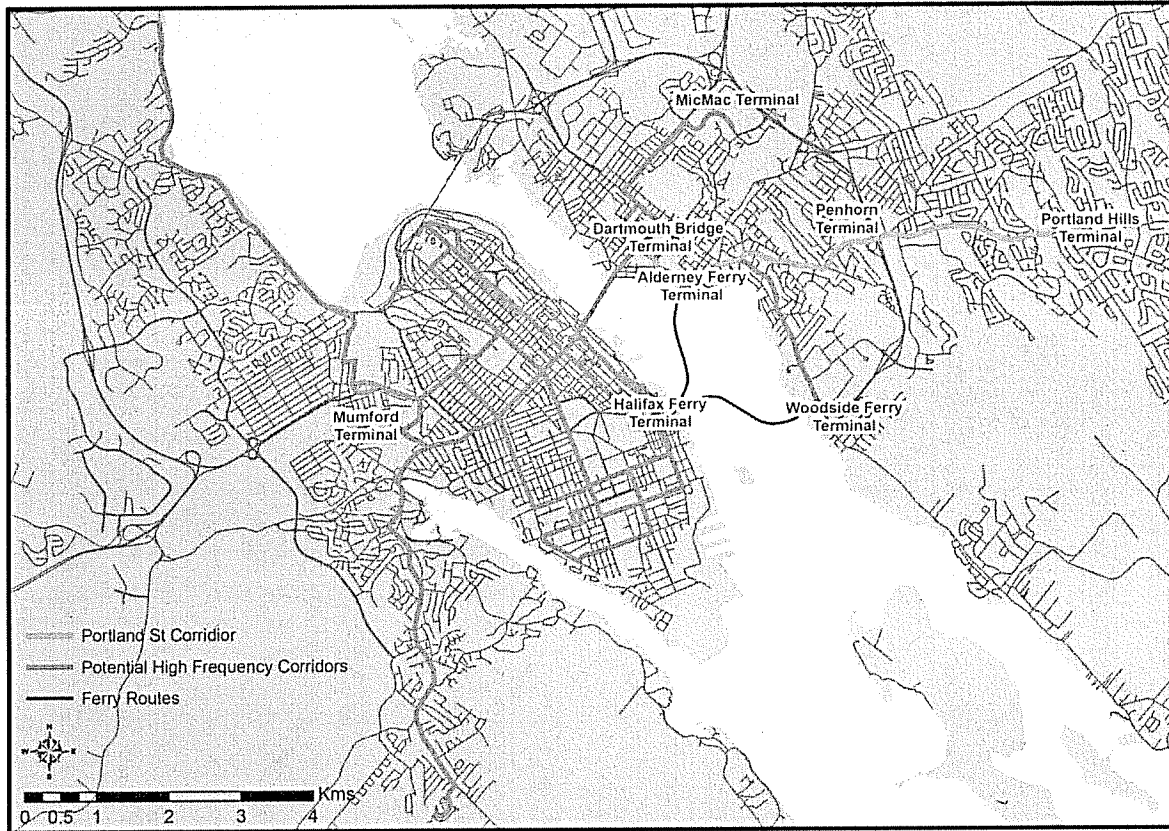 MicMac Terminal
Penhorn
Terminal
Portland Hills
Terminal
Dartmouth Bridge
Terminal
Alderney Ferry
Terminal
Mumford
Terminal
Halifax Ferry
Terminal
Woodside Ferry
Terminal
Portland St Corridior
Potential High Frequency Corridors
Ferry Routes
N
W E
S
Kms
0 0.5 1 2 3 4